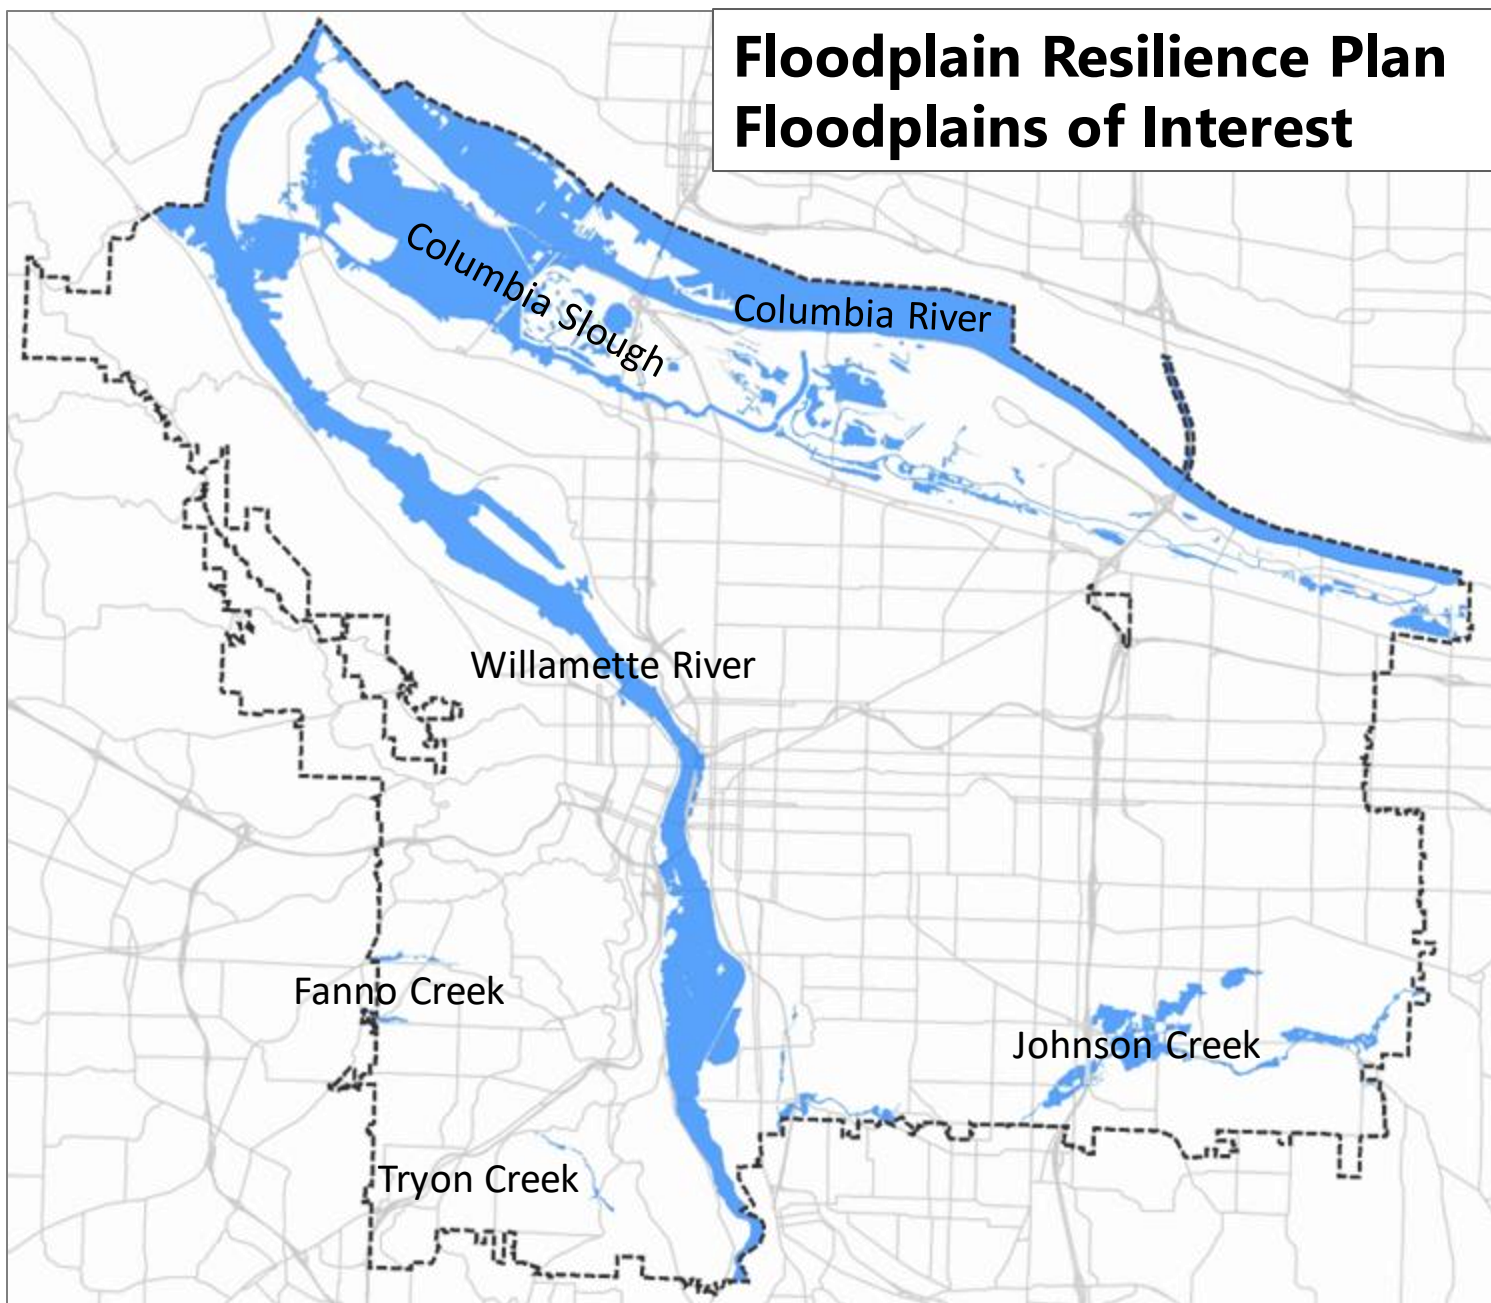 Floodplain Resilience Plan
Floodplains of Interest
Columbia Slough
Columbia River
Willamette River
Fanno Creek
Johnson Creek
Tryon Creek